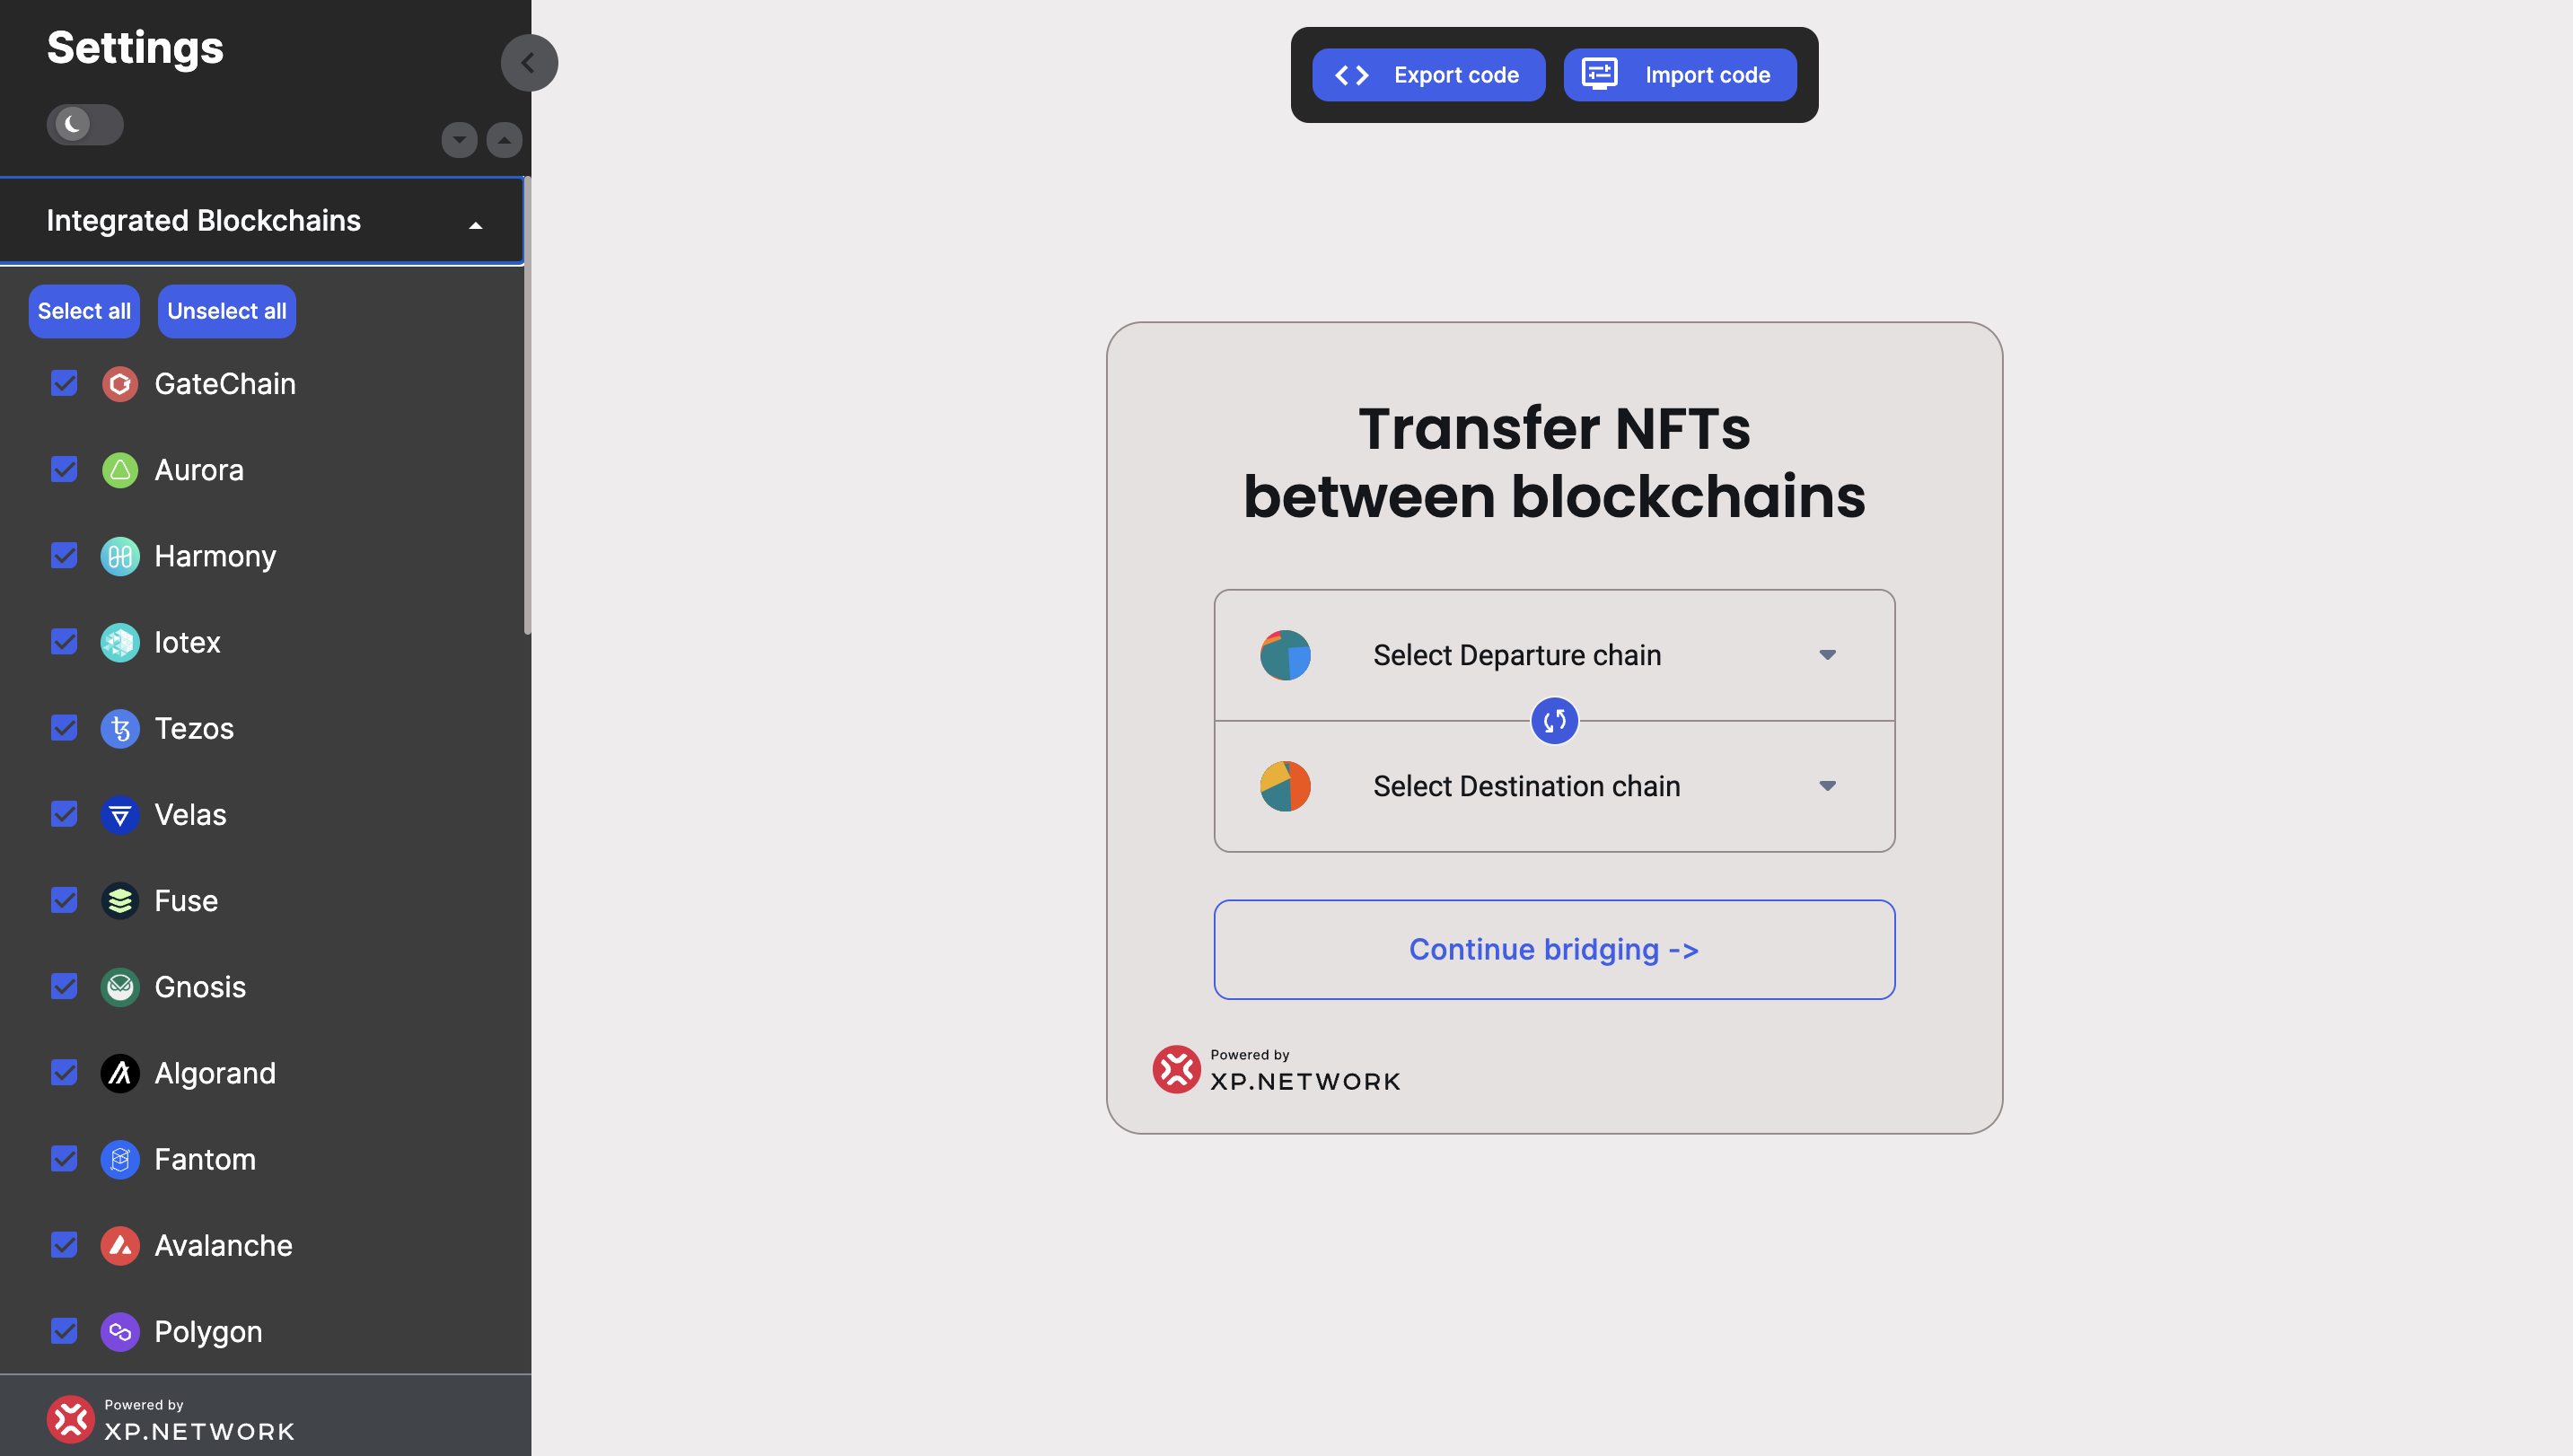 Settings
Integrated Blockchains
Select all
Unselect all
GateChain
Aurora
Harmony
Iotex
Tezos
Velas
Fuse
Gnosis
Algorand
Fantom
Avalanche
Polygon
Powered by
XP.NETWORK
Export code
Import code
Transfer NFTs
between blockchains
Select Departure chain
Select Destination chain
Continue bridging ->
Powered by
XP.NETWORK